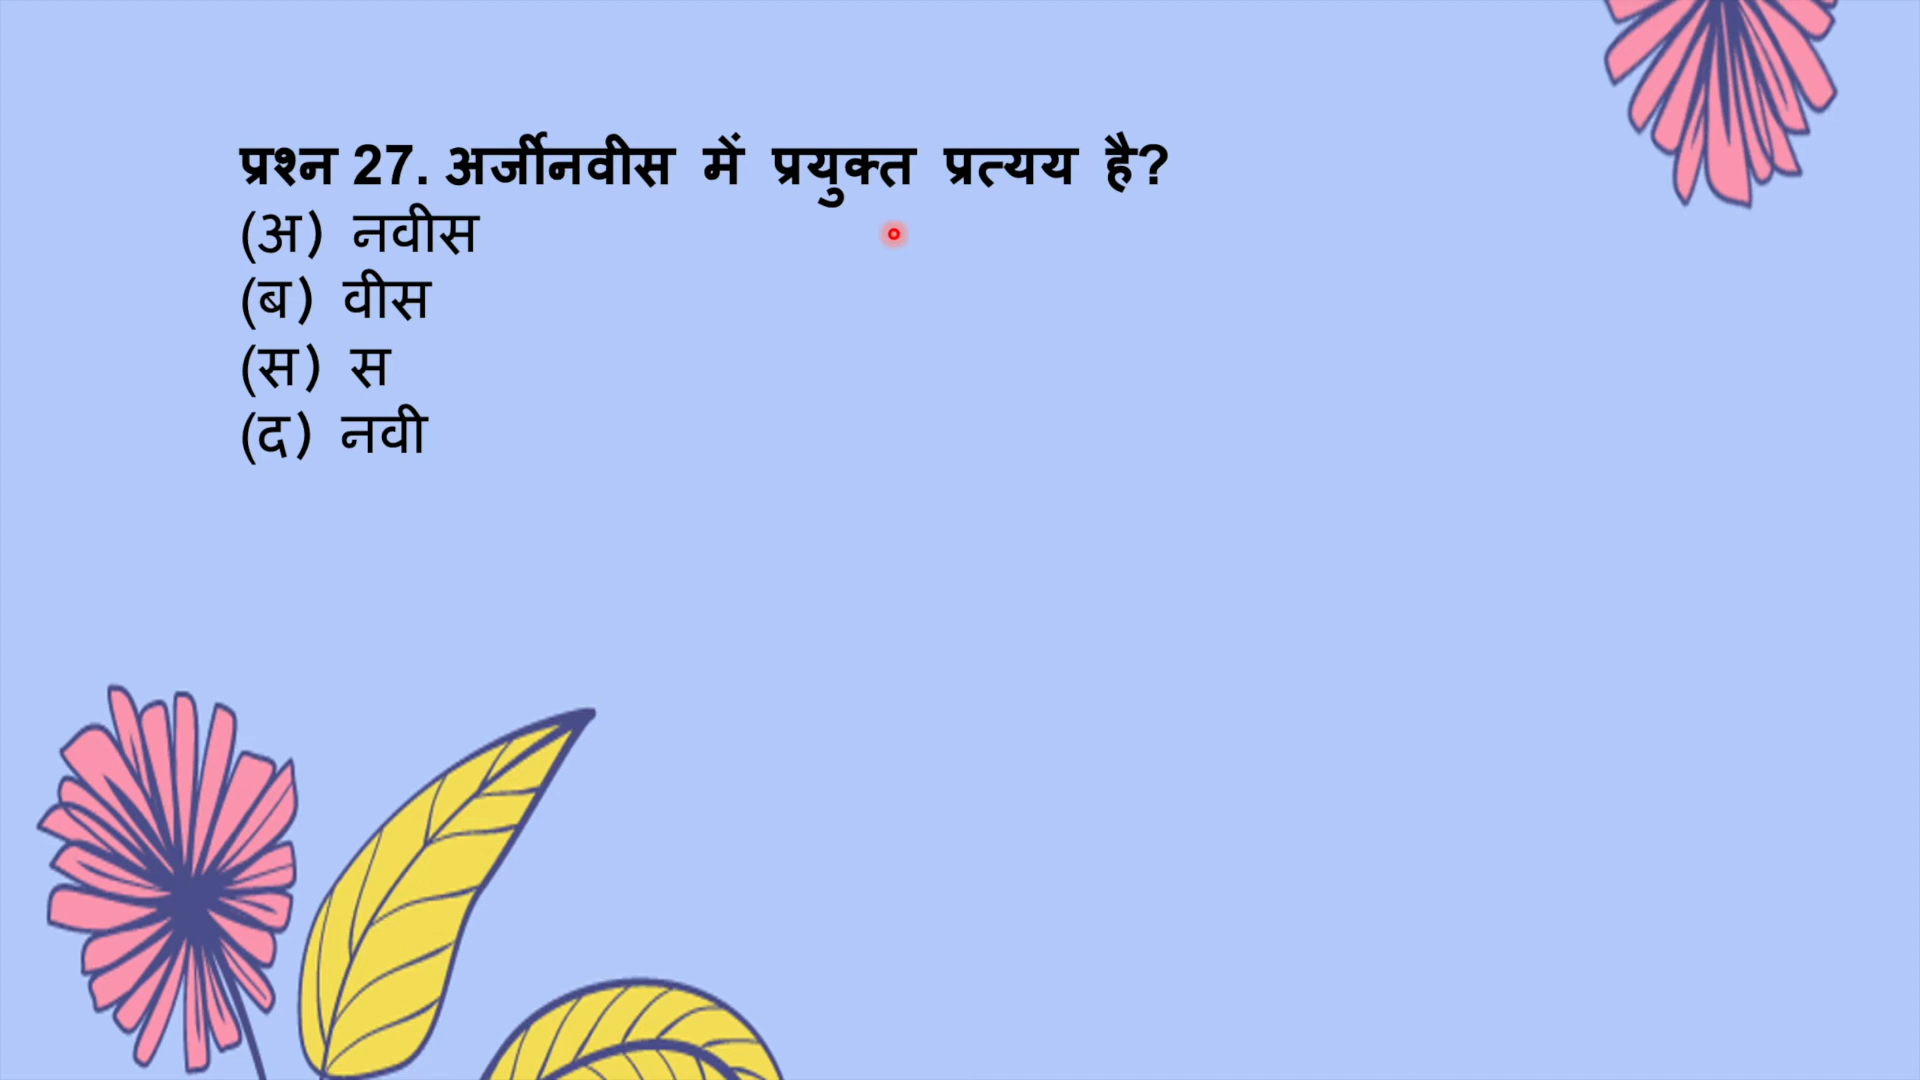 प्रश्न 27. अर्जीनवीस में प्रयुक्त प्रत्यय है?
(अ) नवीस
(ब) वीस
(स) स
(द) नवी